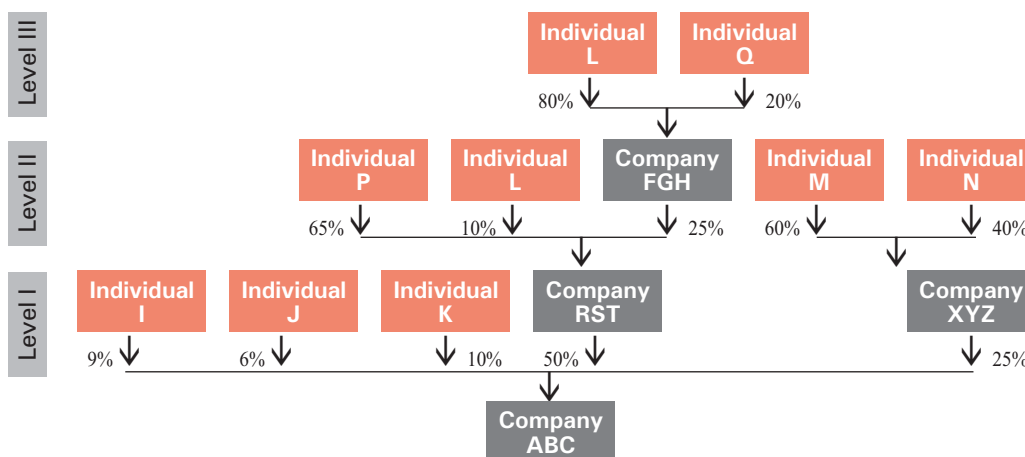 Level III
Individual
L
Individual
Q
80%
20%
Level II
Individual
P
Individual
L
Company
FGH
Individual
M
Individual
N
65%
10%
25%
60%
40%
Level I
Individual
I
Individual
J
Individual
K
Company
RST
Company
XYZ
9%
6%
10%
50%
25%
Company
ABC